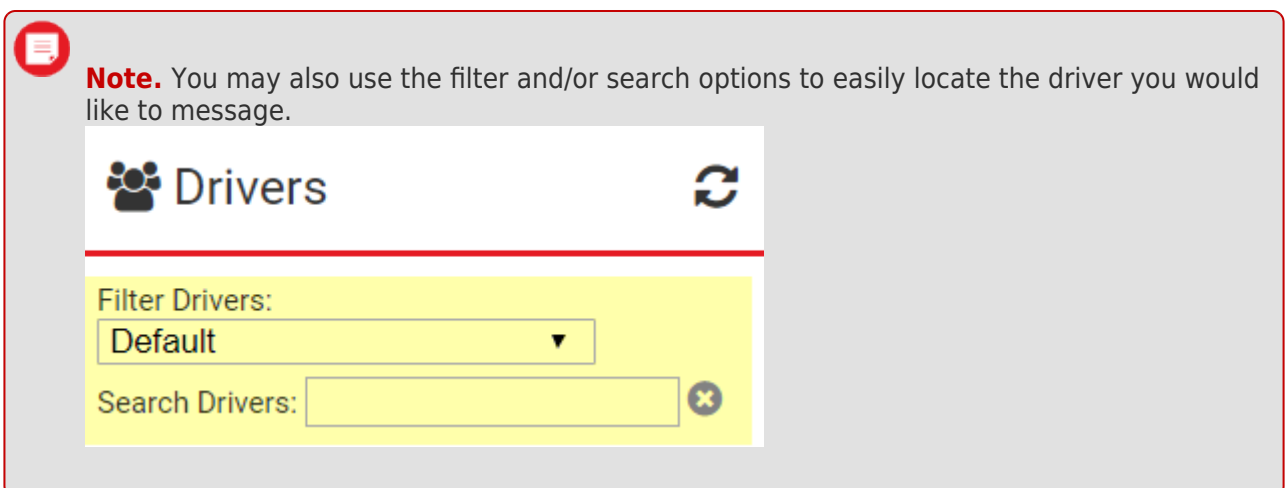 Note. You may also use the filter and/or search options to easily locate the driver you would
like to message.
Drivers
Filter Drivers:
Default
Search Drivers: